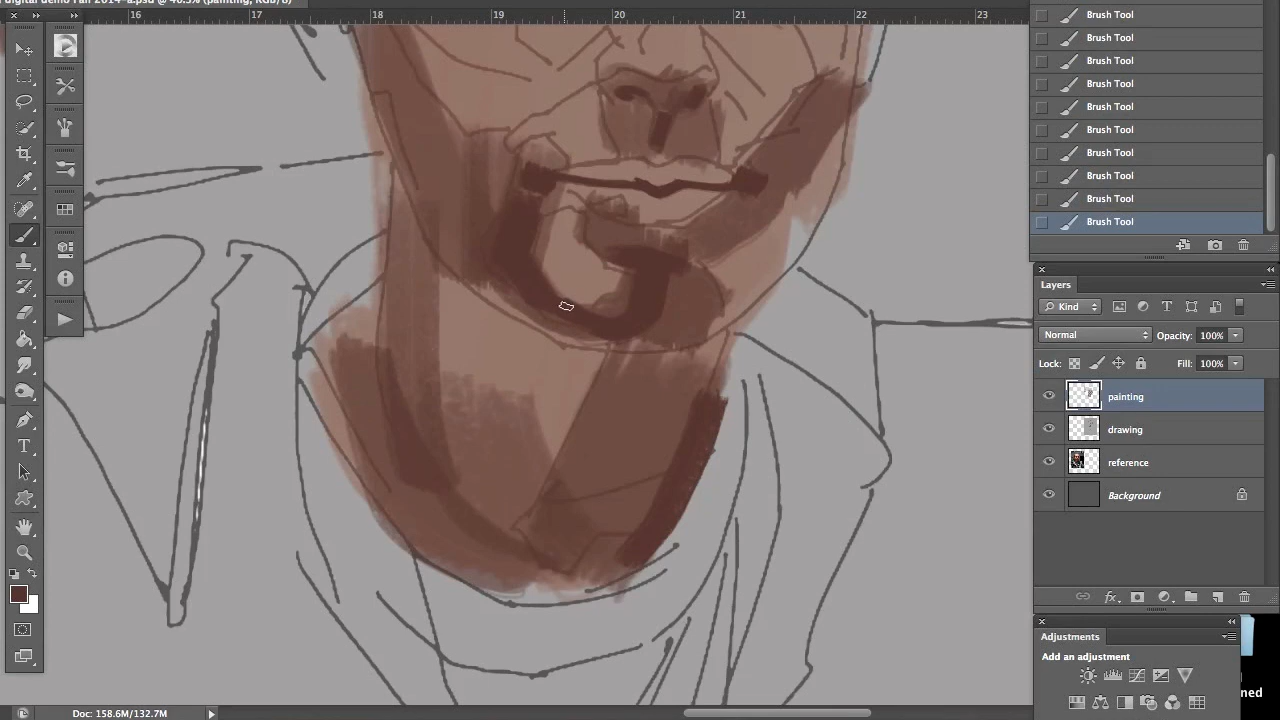 digital demo Fall 2014-a.psd @ 46.3% (painting, RGB/8)
16 17 18 19 20 21 22 23
Brush Tool
Brush Tool
Brush Tool
Brush Tool
Brush Tool
Brush Tool
Brush Tool
Brush Tool
Brush Tool
Brush Tool
Layers
Kind
Normal
Opacity: 100%
Lock:
Fill: 100%
painting
drawing
reference
Background
fx
T
Adjustments
Add an adjustment
ned
Doc: 158.6M/132.7M